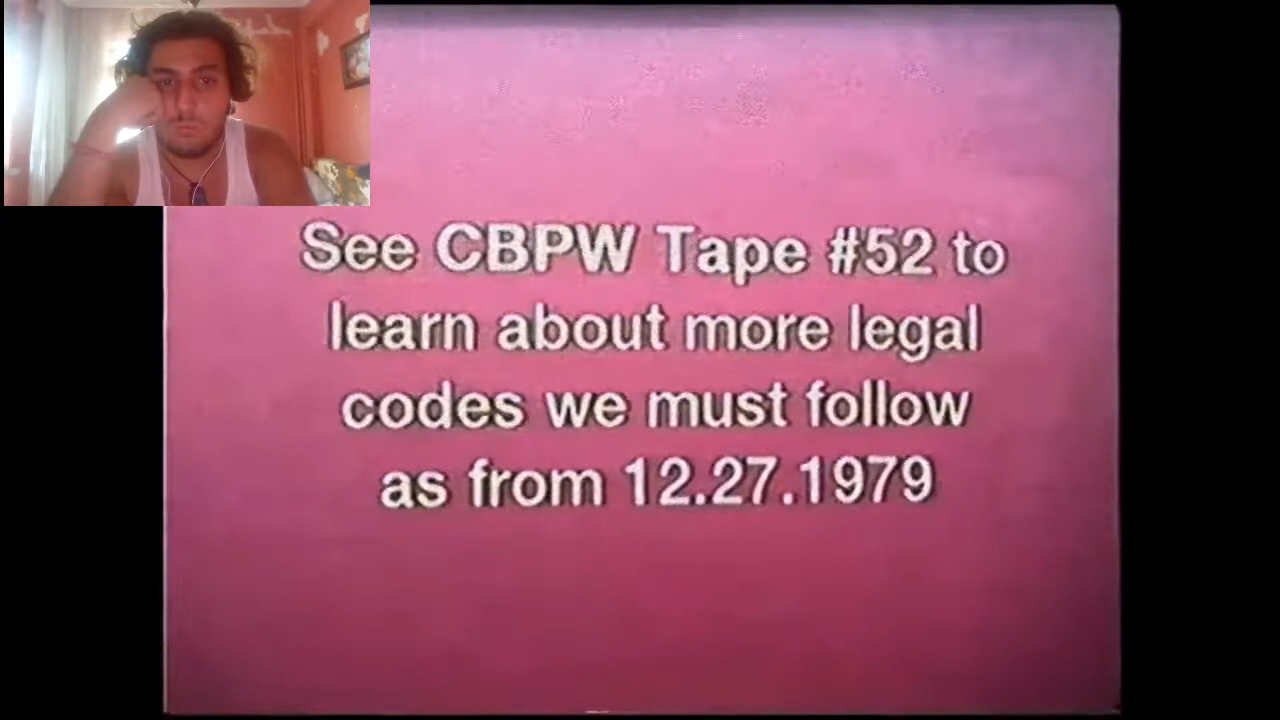 See CBPW Tape #52 to
learn about more legal
codes we must follow
as from 12.27.1979